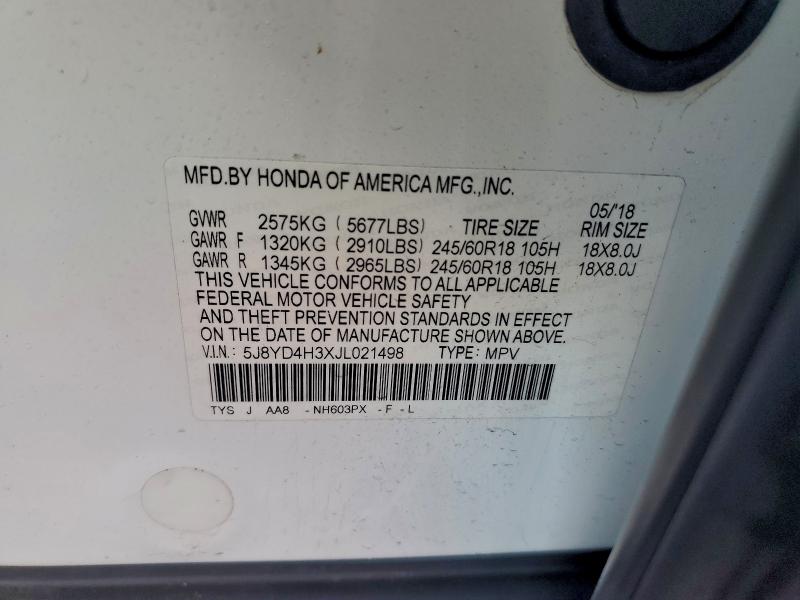 MFD.BY HONDA OF AMERICA MFG.,INC.
05/'18
GVWR 2575KG (5677LBS) TIRE SIZE RIM SIZE
GAWR F 1320KG (2910LBS) 245/60R18 105H 18X8.0J
GAWR R 1345KG (2965LBS) 245/60R18 105H 18X8.0J
THIS VEHICLE CONFORMS TO ALL APPLICABLE
FEDERAL MOTOR VEHICLE SAFETY
AND THEFT PREVENTION STANDARDS IN EFFECT
ON THE DATE OF MANUFACTURE SHOWN ABOVE.
V.I.N.: 5J8YD4H3XJL021498 TYPE: MPV
TYS J AA8 -NH603PX -F-L